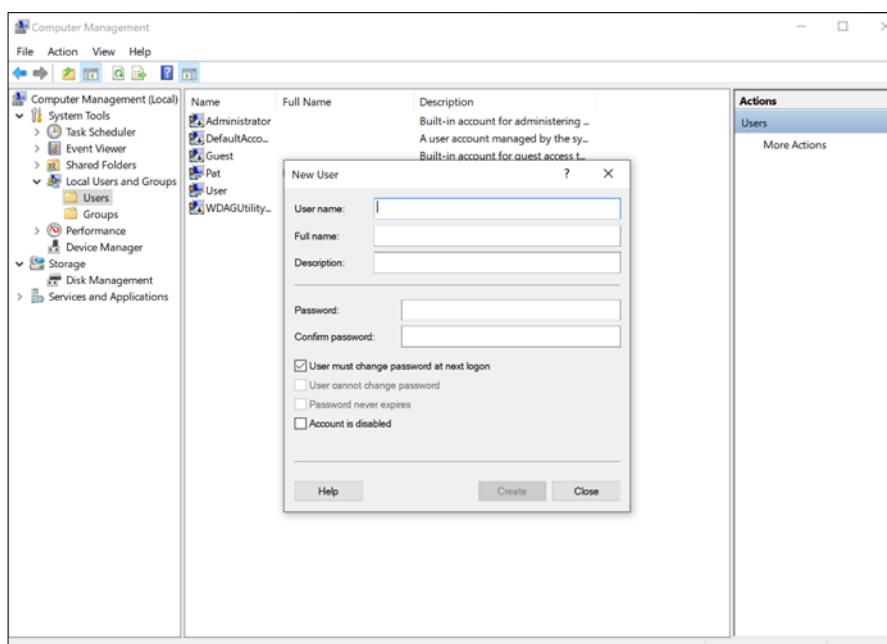 Computer Management
File Action View Help
Computer Management (Local)
System Tools
Task Scheduler
Event Viewer
Shared Folders
Local Users and Groups
Users
Groups
Performance
Device Manager
Storage
Disk Management
Services and Applications
Name Full Name Description
Administrator Built-in account for administering ...
DefaultAcco... A user account managed by the sy...
Guest Built-in account for guest access t...
Pat
User
WDAGUtility...
New User ?
User name:
Full name:
Description:
Password:
Confirm password:
User must change password at next logon
User cannot change password
Password never expires
Account is disabled
Help Create Close
Actions
Users
More Actions